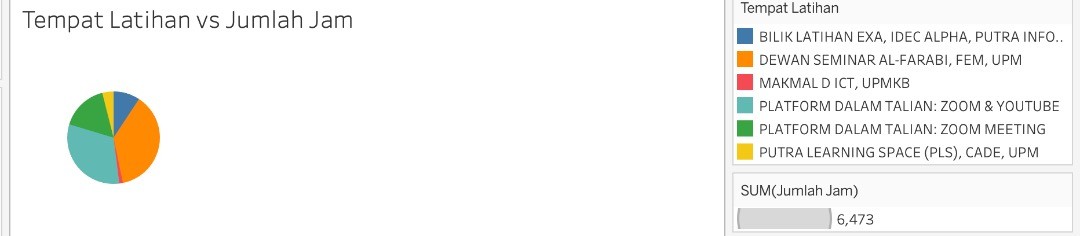 Tempat Latihan vs Jumlah Jam
Tempat Latihan
BILIK LATIHAN EXA, IDEC ALPHA, PUTRA INFO..
DEWAN SEMINAR AL-FARABI, FEM, UPM
MAKMAL D ICT, UPMKB
PLATFORM DALAM TALIAN: ZOOM & YOUTUBE
PLATFORM DALAM TALIAN: ZOOM MEETING
PUTRA LEARNING SPACE (PLS), CADE, UPM
SUM(Jumlah Jam)
6,473